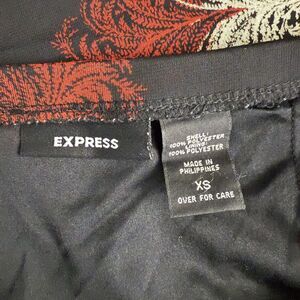 EXPRESS
SHELL:
100% POLYESTER
LINING:
100% POLYESTER
MADE IN
PHILIPPINES
XS
OVER FOR CARE